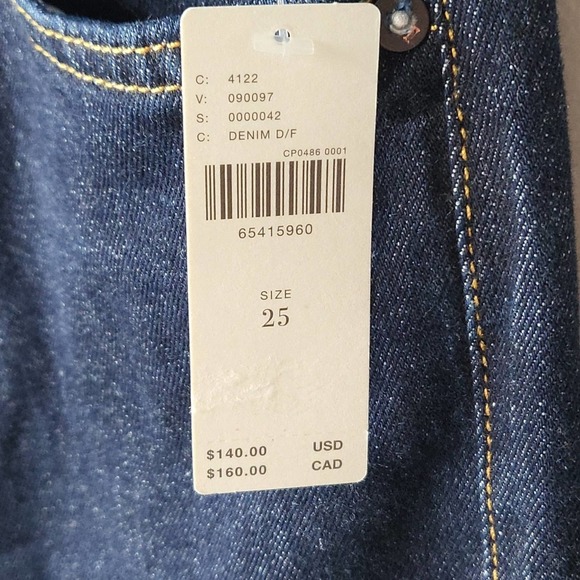 C: 4122
V: 090097
S: 0000042
C: DENIM D/F
CP0486 0001
65415960
SIZE
25
$140.00 USD
$160.00 CAD